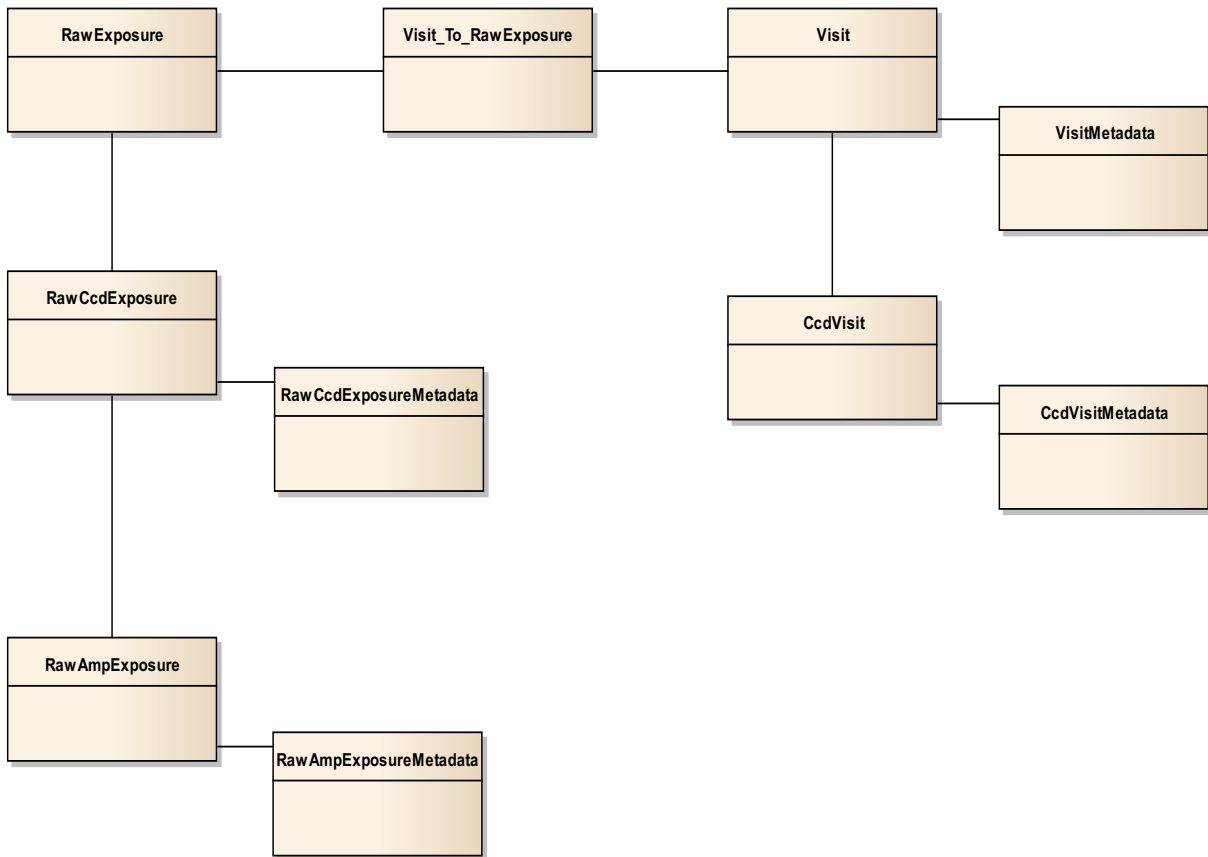 RawExposure
Visit_To_RawExposure
Visit
VisitMetadata
RawCcdExposure
CcdVisit
RawCcdExposureMetadata
CcdVisitMetadata
RawAmpExposure
RawAmpExposureMetadata